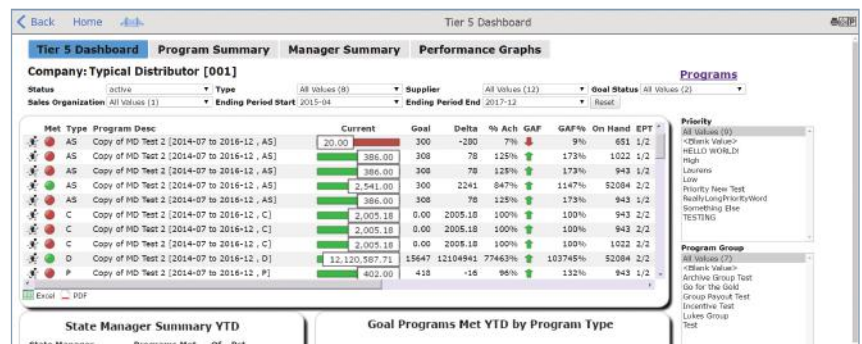 Back Home Tier 5 Dashboard
Tier 5 Dashboard Program Summary Manager Summary Performance Graphs
Company: Typical Distributor [001]
Programs
Status active Type All Values (8) Supplier All Values (12) Goal Status All Values (2)
Sales Organization All Values (1) Ending Period Start 2015-04 Ending Period End 2017-12 Reset
Met Type Program Desc Current Goal Delta % Ach GAF GAF% On Hand EPT
AS Copy of MD Test 2 [2014-07 to 2016-12 , AS] 20.00 300 -280 7% 9% 651 1/2
AS Copy of MD Test 2 [2014-07 to 2016-12 , AS] 386.00 308 78 125% 173% 1022 1/2
AS Copy of MD Test 2 [2014-07 to 2016-12 , AS] 386.00 308 78 125% 173% 943 1/2
AS Copy of MD Test 2 [2014-07 to 2016-12 , AS] 2,541.00 300 2241 847% 1147% 52084 2/2
AS Copy of MD Test 2 [2014-07 to 2016-12 , AS] 386.00 308 78 125% 173% 943 1/2
C Copy of MD Test 2 [2014-07 to 2016-12 , C] 2,005.18 0.00 2005.18 100% 100% 943 2/2
C Copy of MD Test 2 [2014-07 to 2016-12 , C] 2,005.18 0.00 2005.18 100% 100% 943 2/2
C Copy of MD Test 2 [2014-07 to 2016-12 , C] 2,005.18 0.00 2005.18 100% 100% 1022 2/2
D Copy of MD Test 2 [2014-07 to 2016-12 , D] 12,120,587.71 15647 12104941 77463% 103745% 52084 2/2
P Copy of MD Test 2 [2014-07 to 2016-12 , P] 402.00 418 -16 96% 132% 943 1/2
Excel PDF
Priority
All Values (9)
<Blank Value>
HELLO WORLD!
High
Laurens
Low
Priority New Test
ReallyLongPriorityWord
Something Else
TESTING
Program Group
All Values (7)
<Blank Value>
Archive Group Test
Go for the Gold
Group Payout Test
Incentive Test
Lukes Group
Test
State Manager Summary YTD
Goal Programs Met YTD by Program Type
State Manager Programs Met Of Pct